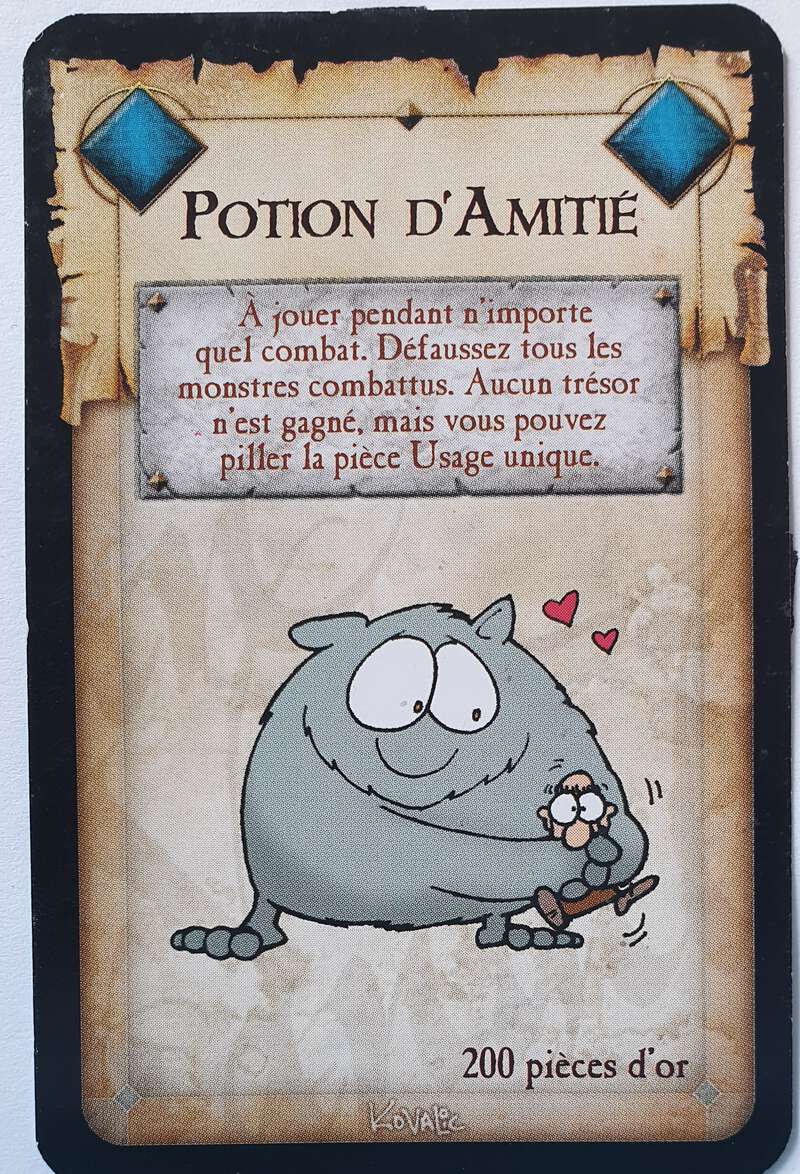 Potion d'Amitié
À jouer pendant n'importe
quel combat. Défaussez tous les
monstres combattus. Aucun trésor
n'est gagné, mais vous pouvez
piller la pièce Usage unique.
200 pièces d'or
Kovalic